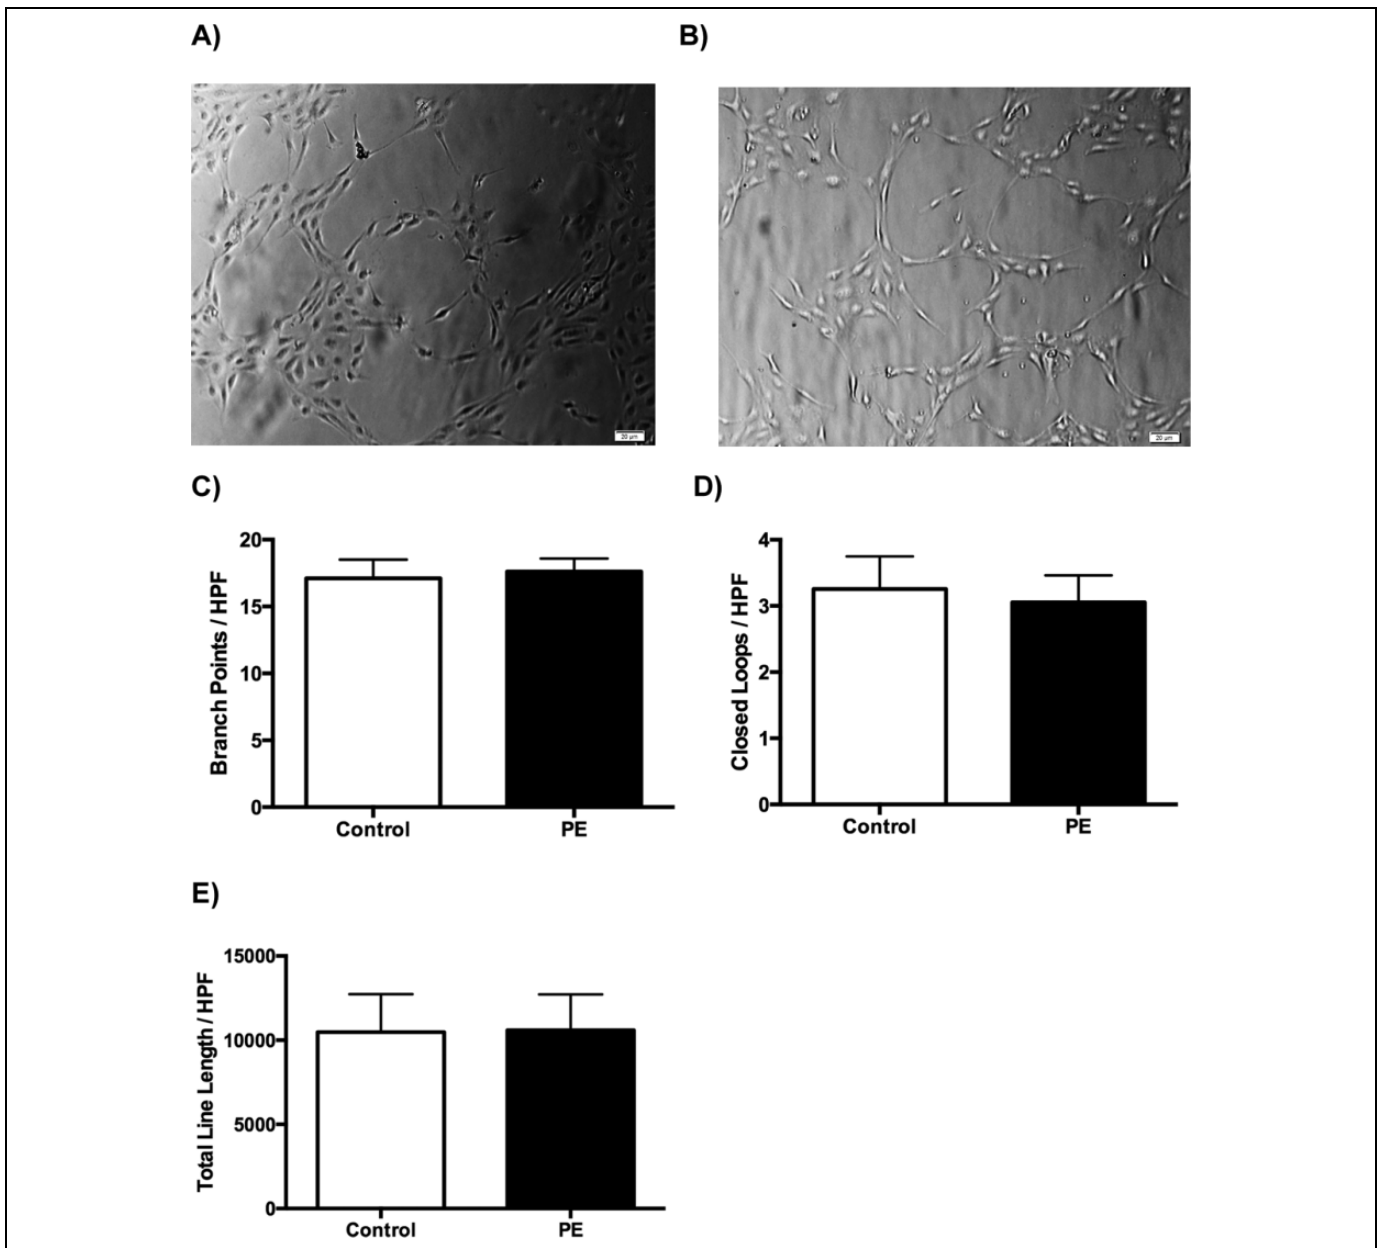 A)
B)
20 µm
20 µm
C)
D)
Branch Points / HPF
20
15
10
5
0
Control
PE
Closed Loops / HPF
4
3
2
1
0
Control
PE
E)
Total Line Length / HPF
15000
10000
5000
0
Control
PE